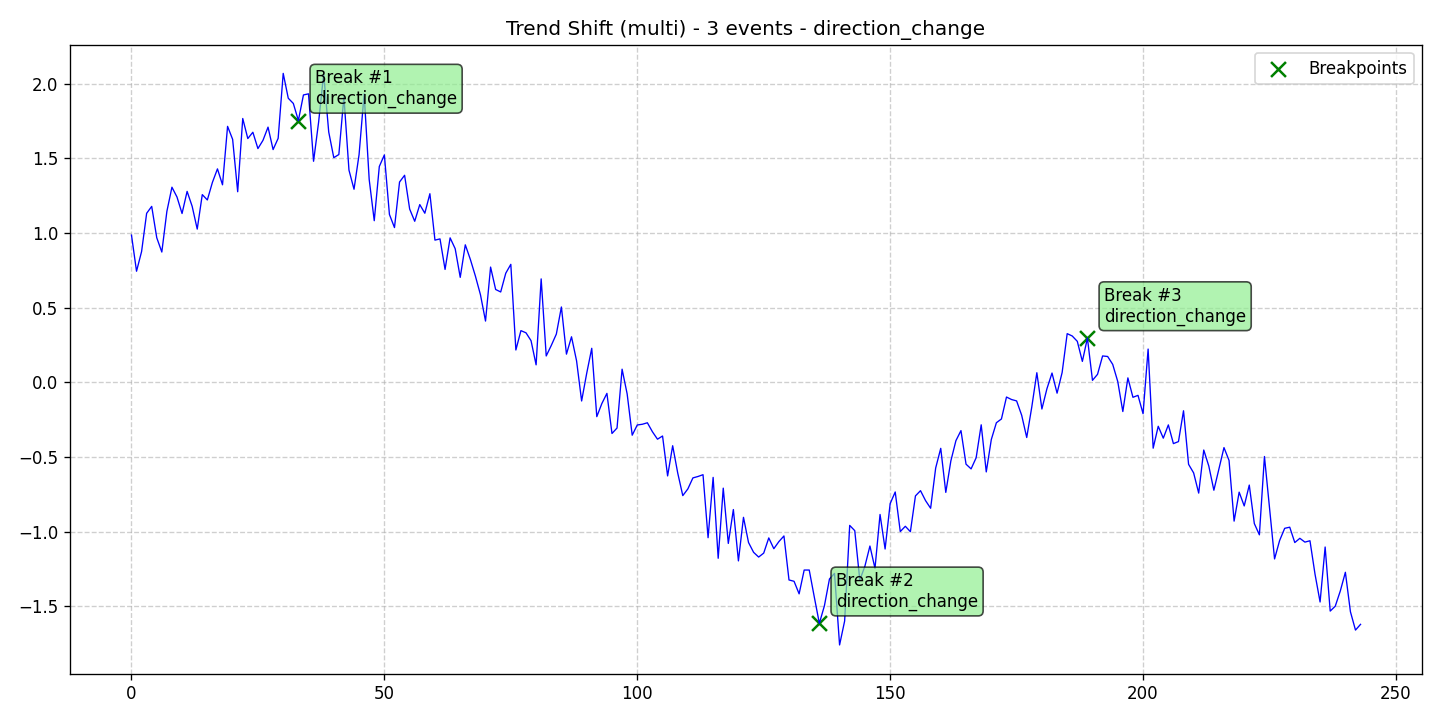 Trend Shift (multi) - 3 events - direction_change
Breakpoints
Break #1
direction_change
Break #3
direction_change
Break #2
direction_change
2.0
1.5
1.0
0.5
0.0
−0.5
−1.0
−1.5
0
50
100
150
200
250